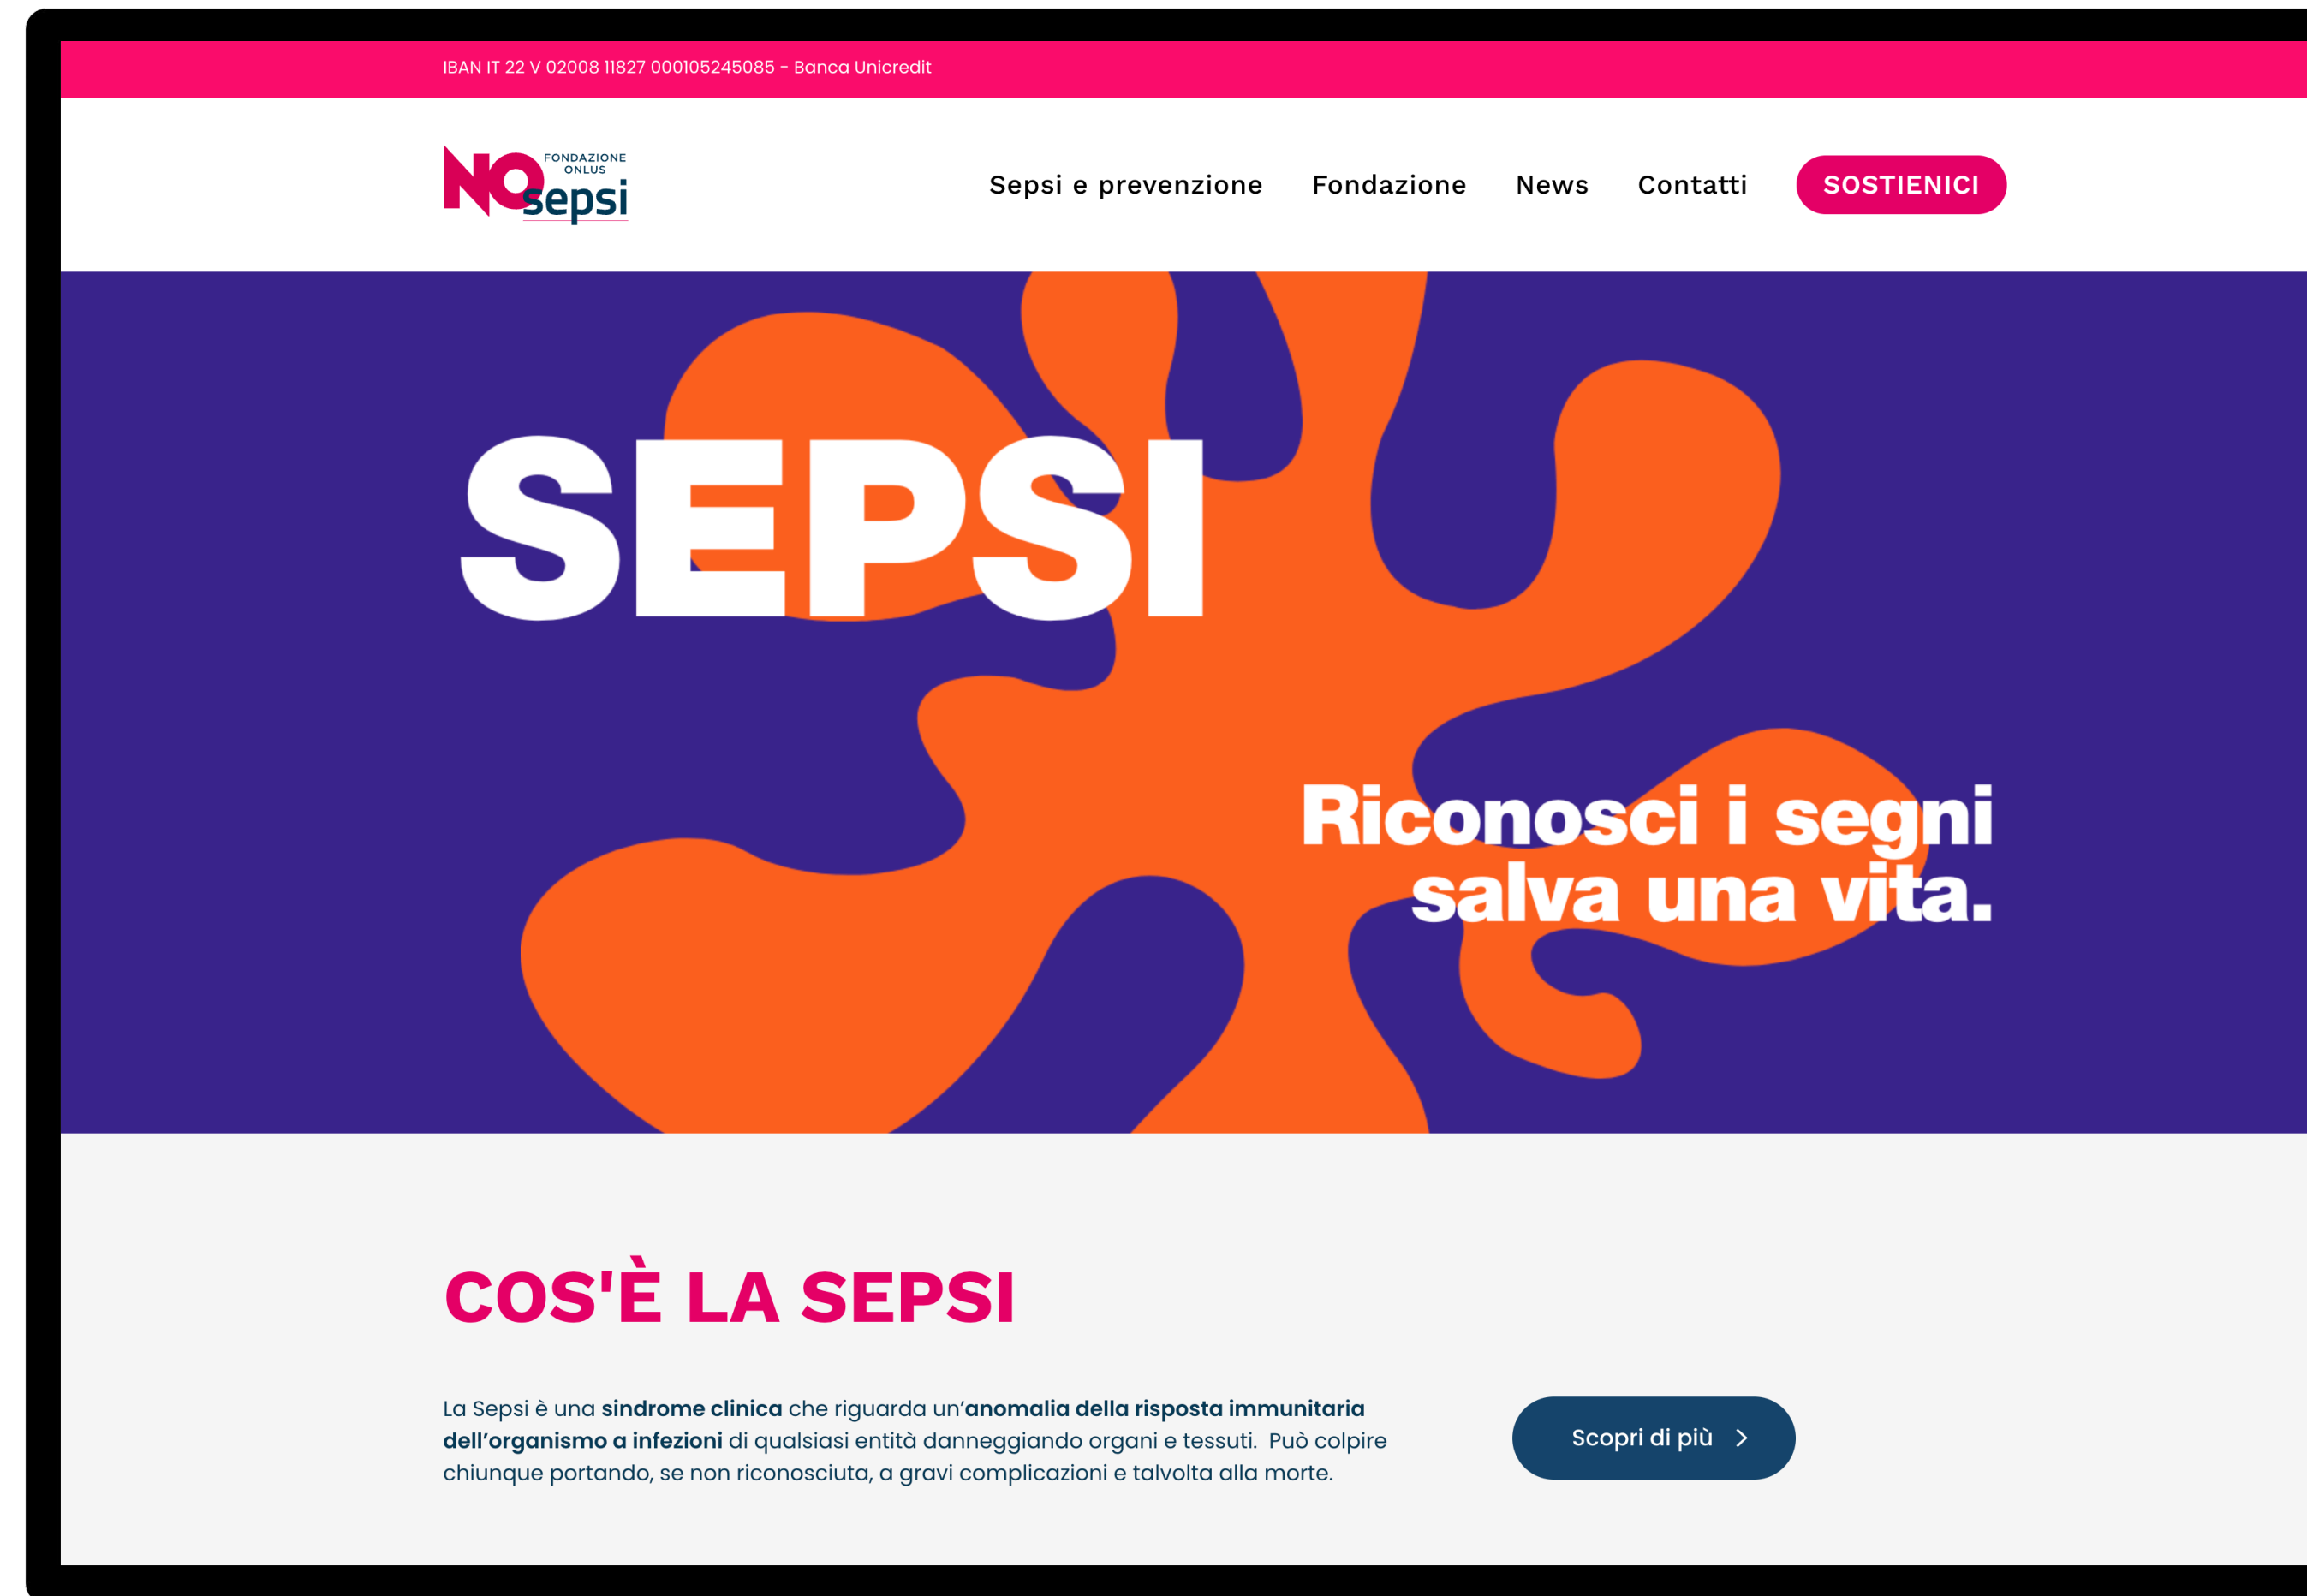 IBAN IT 22 V 02008 11827 000105245085 - Banca Unicredit
NO
FONDAZIONE
ONLUS
sepsi
Sepsi e prevenzione Fondazione News Contatti SOSTIENICI
SEPSI
Riconosci i segni
salva una vita.
COS'È LA SEPSI
La Sepsi è una sindrome clinica che riguarda un’anomalia della risposta immunitaria
dell’organismo a infezioni di qualsiasi entità danneggiando organi e tessuti.  Può colpire
chiunque portando, se non riconosciuta, a gravi complicazioni e talvolta alla morte.
Scopri di più >